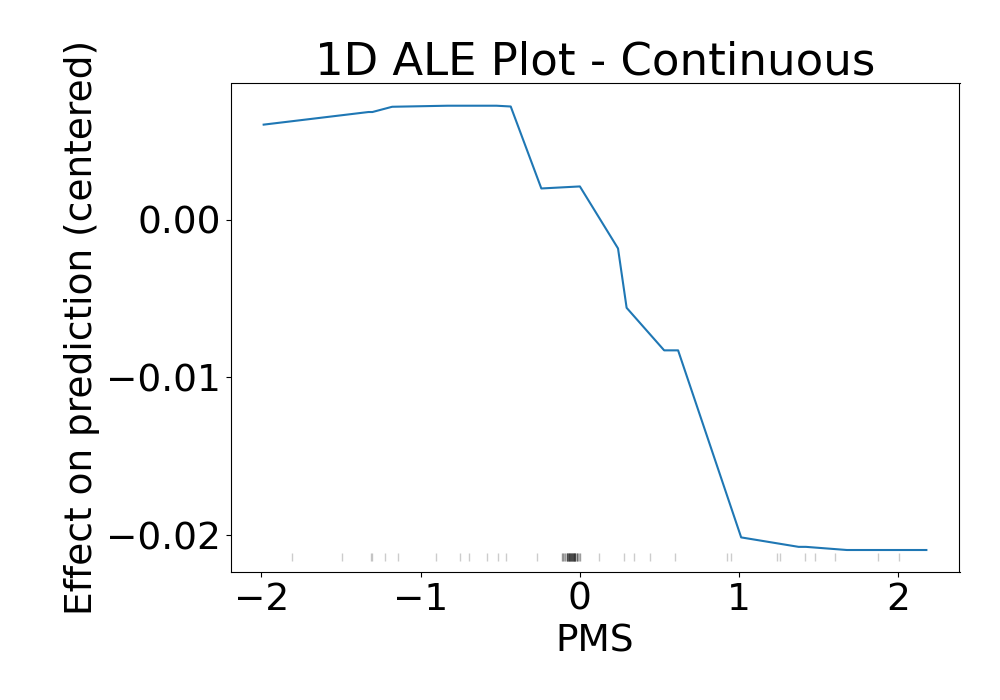 1D ALE Plot - Continuous
Effect on prediction (centered)
0.00
−0.01
−0.02
−2
−1
0
1
2
PMS